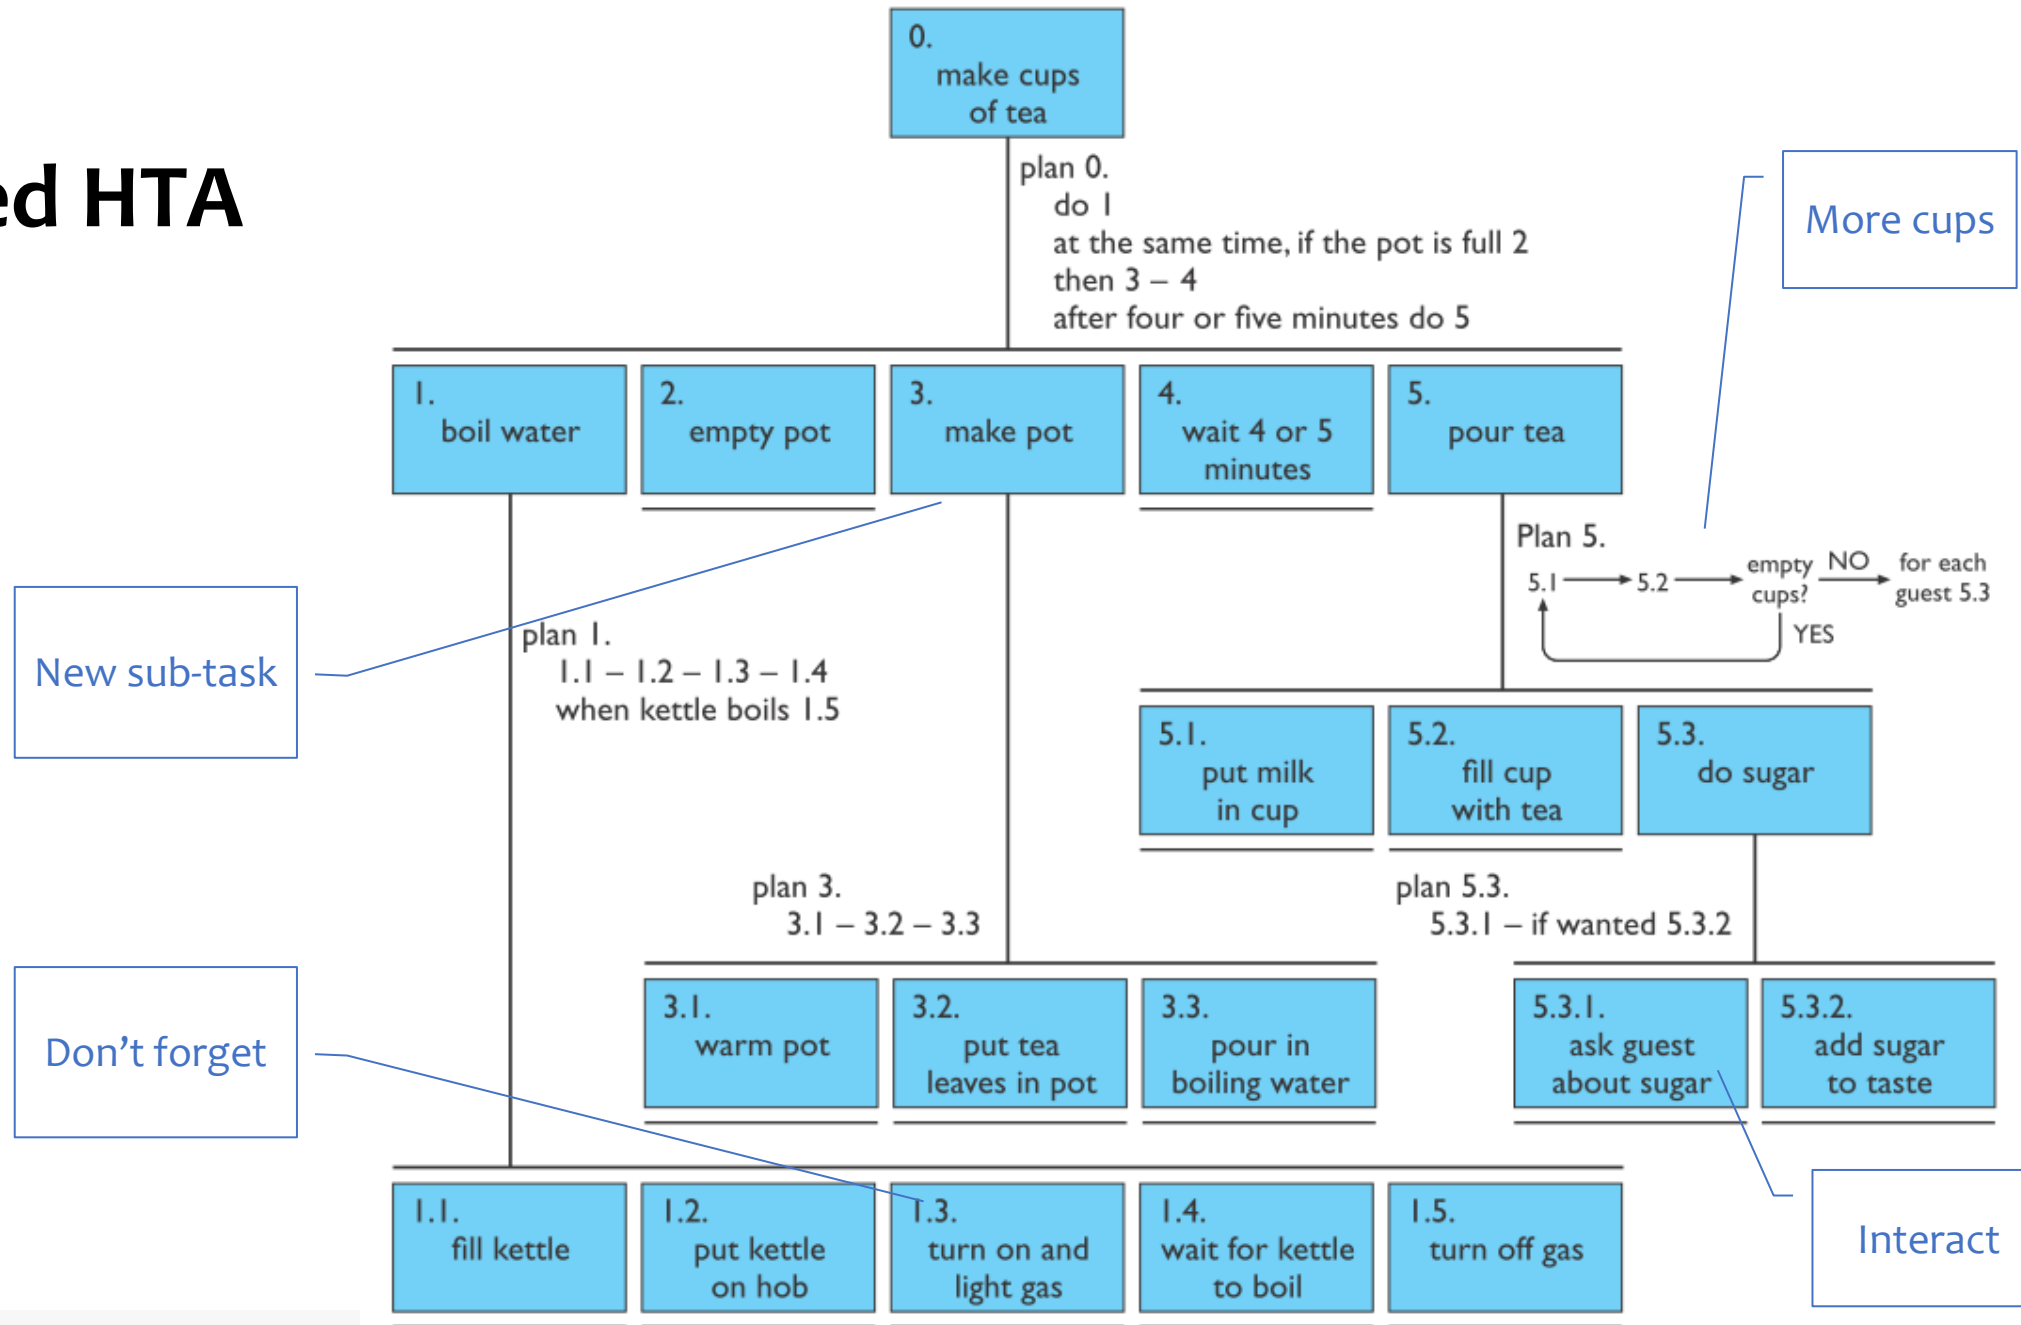 0.
make cups
of tea
ed HTA
plan 0.
do 1
at the same time, if the pot is full 2
then 3 – 4
after four or five minutes do 5
More cups
1.
boil water
2.
empty pot
3.
make pot
4.
wait 4 or 5
minutes
5.
pour tea
Plan 5.
5.1
5.2
empty
cups?
NO
YES
for each
guest 5.3
New sub-task
plan 1.
1.1 – 1.2 – 1.3 – 1.4
when kettle boils 1.5
5.1.
put milk
in cup
5.2.
fill cup
with tea
5.3.
do sugar
plan 3.
3.1 – 3.2 – 3.3
plan 5.3.
5.3.1 – if wanted 5.3.2
Don’t forget
3.1.
warm pot
3.2.
put tea
leaves in pot
3.3.
pour in
boiling water
5.3.1.
ask guest
about sugar
5.3.2.
add sugar
to taste
1.1.
fill kettle
1.2.
put kettle
on hob
1.3.
turn on and
light gas
1.4.
wait for kettle
to boil
1.5.
turn off gas
Interact